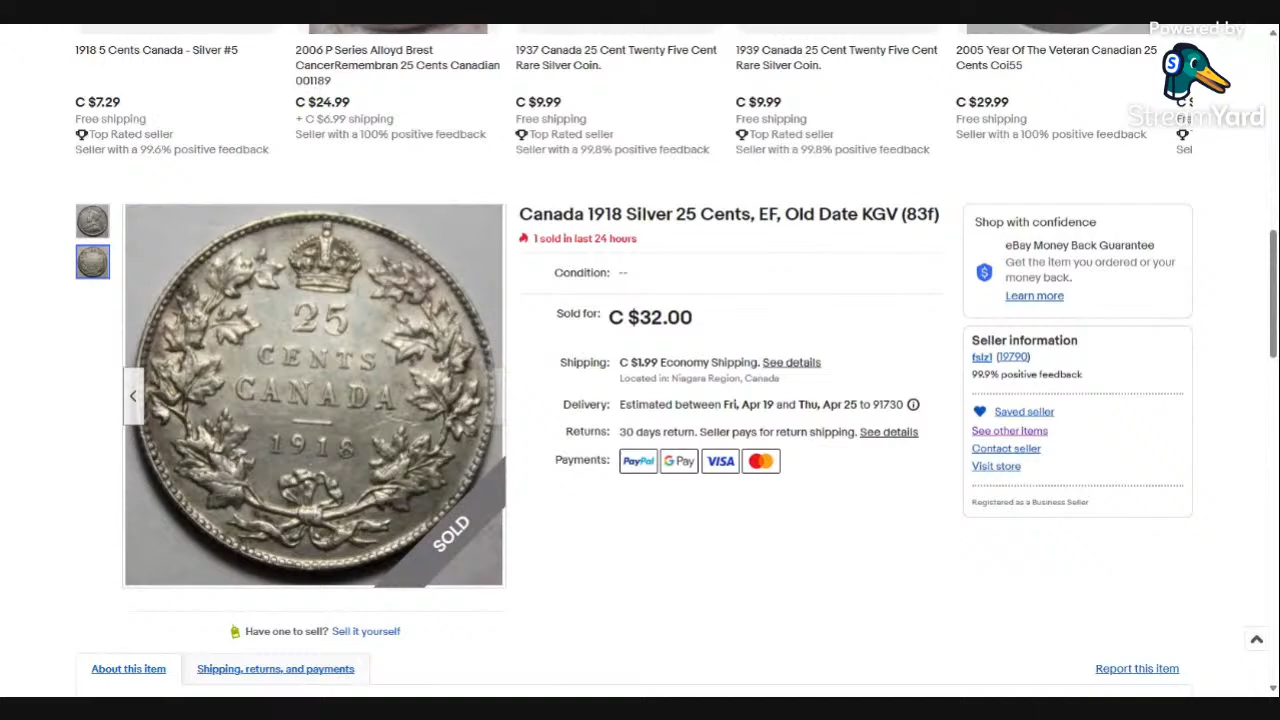 Powered by
StreamYard
1918 5 Cents Canada - Silver #5
C $7.29
Free shipping
Top Rated seller
Seller with a 99.6% positive feedback
2006 P Series Alloyd Brest
CancerRemembran 25 Cents Canadian
001189
C $24.99
+ C $6.99 shipping
Seller with a 100% positive feedback
1937 Canada 25 Cent Twenty Five Cent
Rare Silver Coin.
C $9.99
Free shipping
Top Rated seller
Seller with a 99.8% positive feedback
1939 Canada 25 Cent Twenty Five Cent
Rare Silver Coin.
C $9.99
Free shipping
Top Rated seller
Seller with a 99.8% positive feedback
2005 Year Of The Veteran Canadian 25
Cents Coi55
C $29.99
Free shipping
Seller with a 100% positive feedback
Sel
25
CENTS
CANADA
1918
SOLD
Canada 1918 Silver 25 Cents, EF, Old Date KGV (83f)
1 sold in last 24 hours
Condition: --
Sold for: C $32.00
Shipping: C $1.99 Economy Shipping. See details
Located in: Niagara Region, Canada
Delivery: Estimated between Fri, Apr 19 and Thu, Apr 25 to 91730
Returns: 30 days return. Seller pays for return shipping. See details
Payments: PayPal G Pay VISA
Shop with confidence
eBay Money Back Guarantee
Get the item you ordered or your
money back.
Learn more
Seller information
fslz1 (19790)
99.9% positive feedback
Saved seller
See other items
Contact seller
Visit store
Registered as a Business Seller
Have one to sell? Sell it yourself
About this item
Shipping, returns, and payments
Report this item